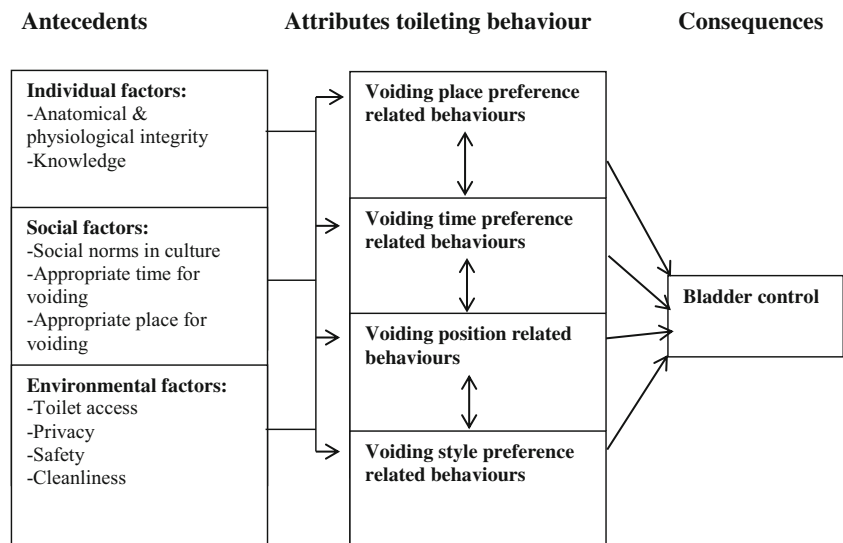 Antecedents
Attributes toileting behaviour
Consequences
Individual factors:
-Anatomical &
physiological integrity
-Knowledge
Social factors:
-Social norms in culture
-Appropriate time for
voiding
-Appropriate place for
voiding
Environmental factors:
-Toilet access
-Privacy
-Safety
-Cleanliness
Voiding place preference
related behaviours
Voiding time preference
related behaviours
Voiding position related
behaviours
Voiding style preference
related behaviours
Bladder control